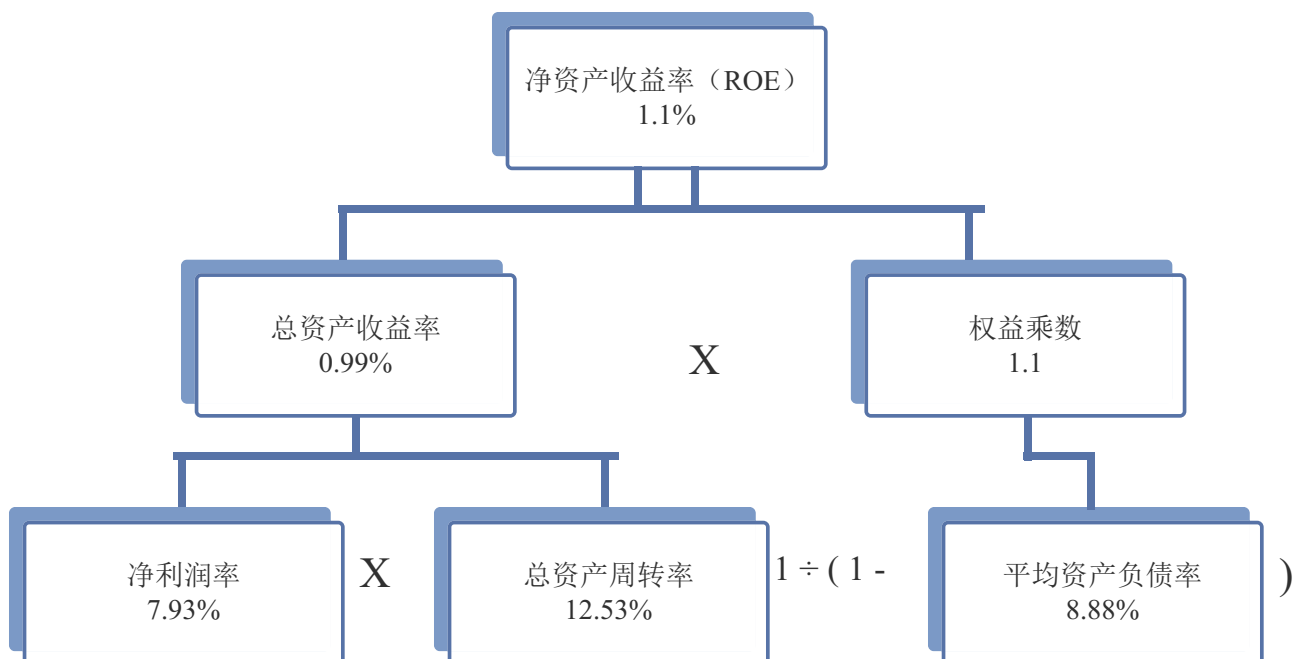 净资产收益率（ROE）
1.1%
总资产收益率
0.99%
X
权益乘数
1.1
净利润率
7.93%
X
总资产周转率
12.53%
1 ÷ ( 1 -
平均资产负债率
8.88%
)